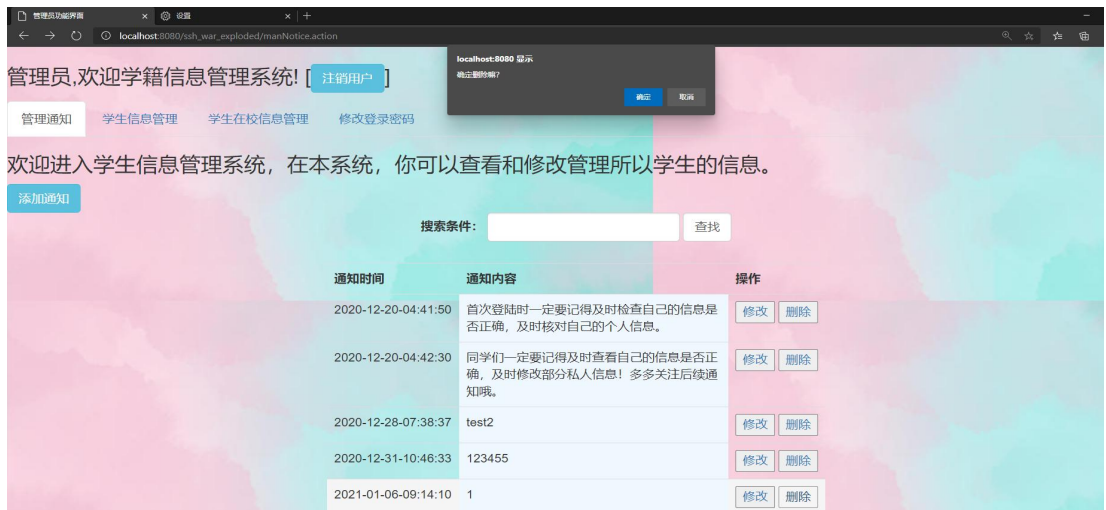 管理员功能界面
设置
localhost:8080/ssh_war_exploded/manNotice.action
localhost:8080 显示
确定删除嘛?
确定 取消
管理员,欢迎学籍信息管理系统! [ 注销用户 ]
管理通知 学生信息管理 学生在校信息管理 修改登录密码
欢迎进入学生信息管理系统，在本系统，你可以查看和修改管理所以学生的信息。
添加通知
搜索条件: 查找
通知时间 通知内容 操作
2020-12-20-04:41:50 首次登陆时一定要记得及时检查自己的信息是 修改 删除
否正确，及时核对自己的个人信息。
2020-12-20-04:42:30 同学们一定要记得及时查看自己的信息是否正 修改 删除
确，及时修改部分私人信息！多多关注后续通
知哦。
2020-12-28-07:38:37 test2 修改 删除
2020-12-31-10:46:33 123455 修改 删除
2021-01-06-09:14:10 1 修改 删除